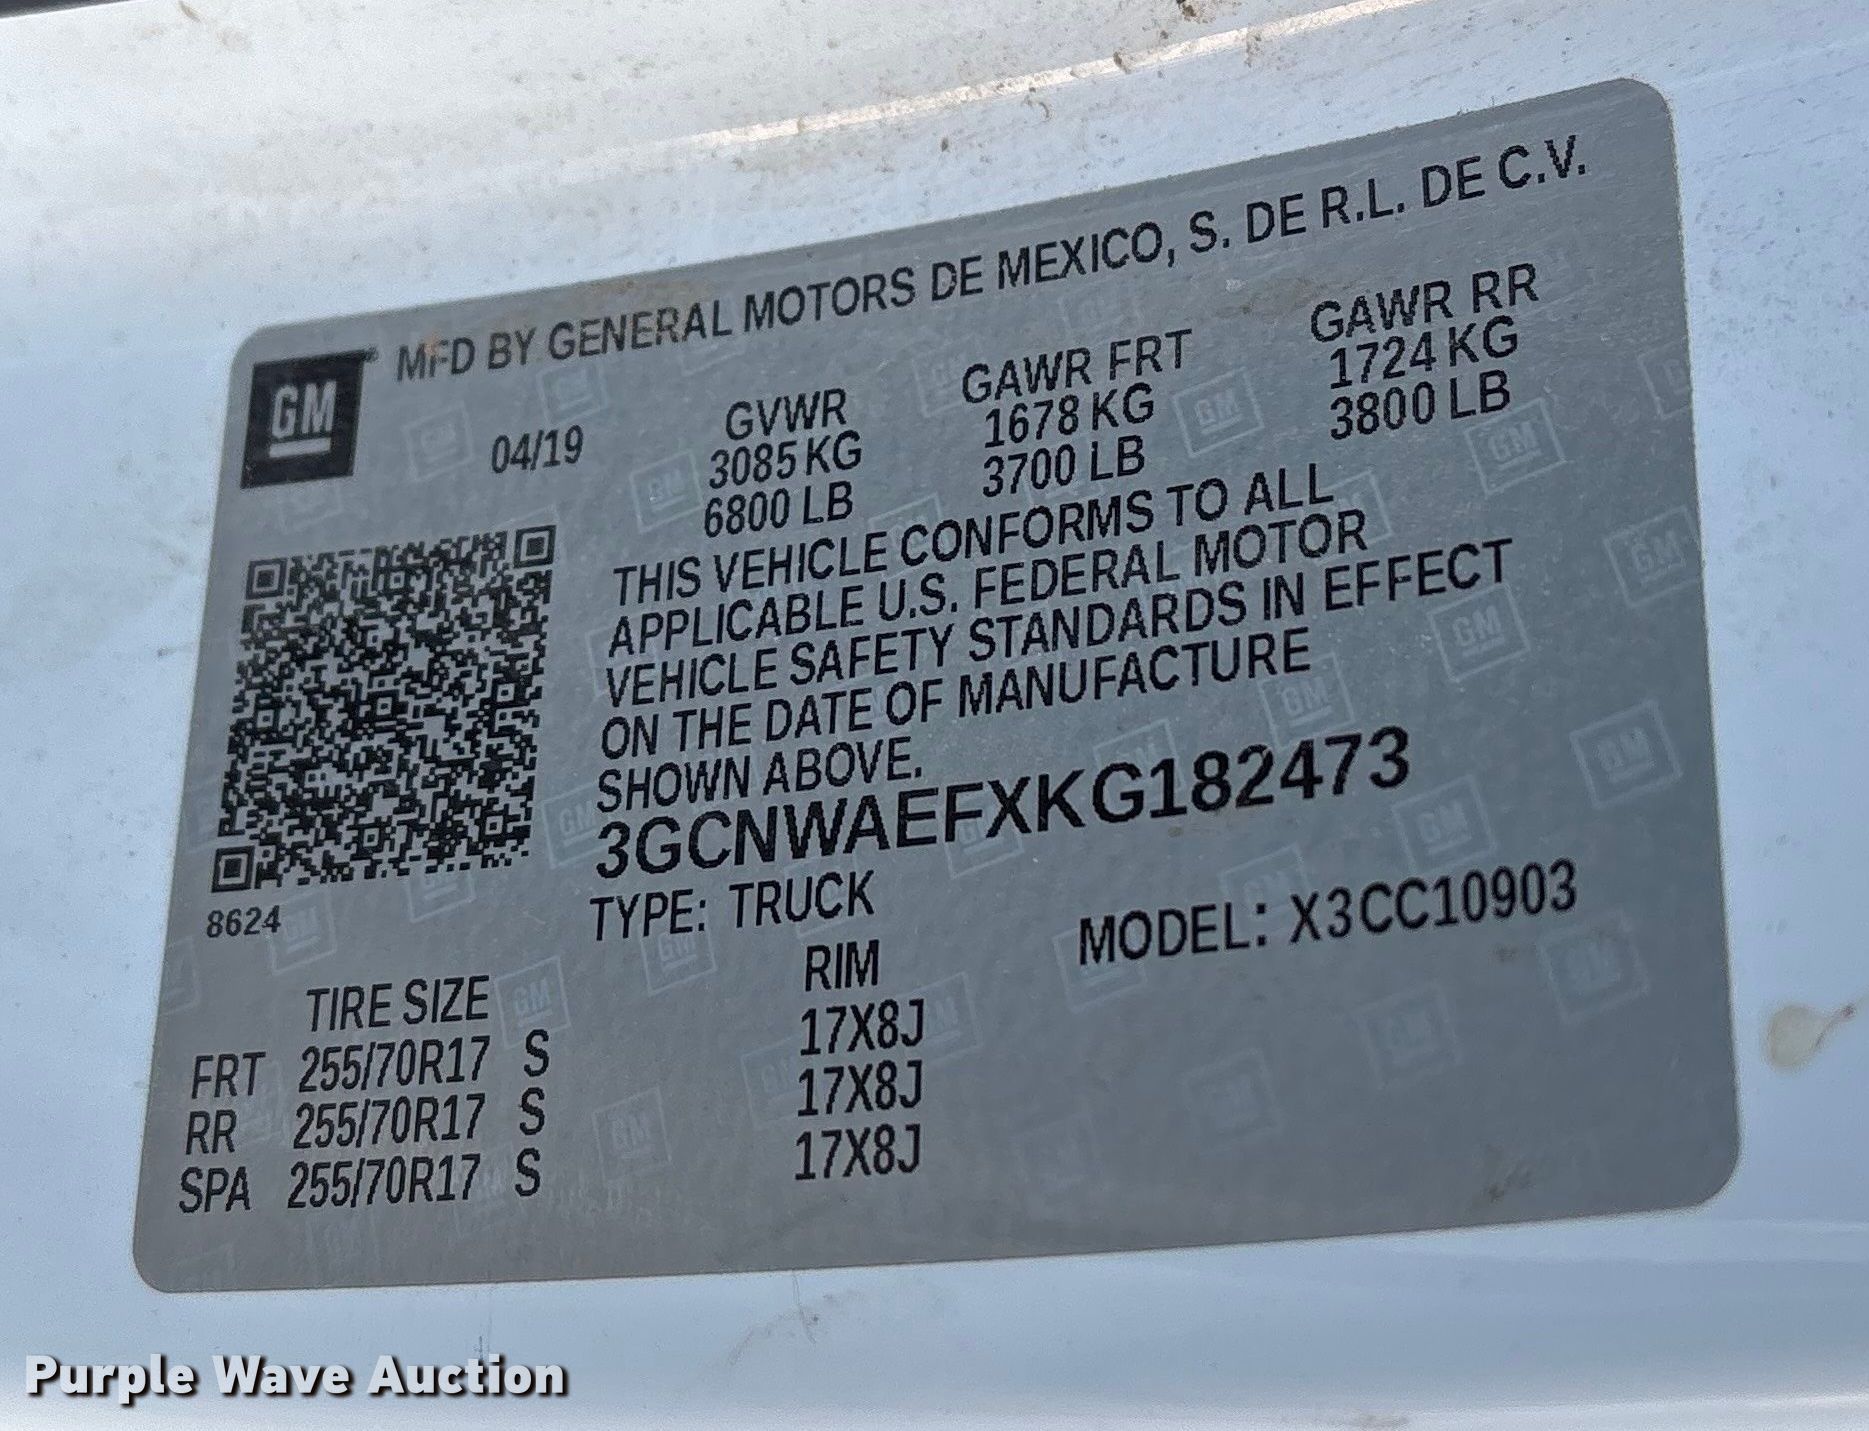 MFD BY GENERAL MOTORS DE MEXICO, S. DE R.L. DE C.V.
GM
04/19
GVWR GAWR FRT GAWR RR
3085 KG 1678 KG 1724 KG
6800 LB 3700 LB 3800 LB
THIS VEHICLE CONFORMS TO ALL
APPLICABLE U.S. FEDERAL MOTOR
VEHICLE SAFETY STANDARDS IN EFFECT
ON THE DATE OF MANUFACTURE
SHOWN ABOVE.
3GCNWAEFXKG182473
8624
TYPE: TRUCK MODEL: X3CC10903
TIRE SIZE RIM
FRT 255/70R17 S 17X8J
RR 255/70R17 S 17X8J
SPA 255/70R17 S 17X8J
Purple Wave Auction